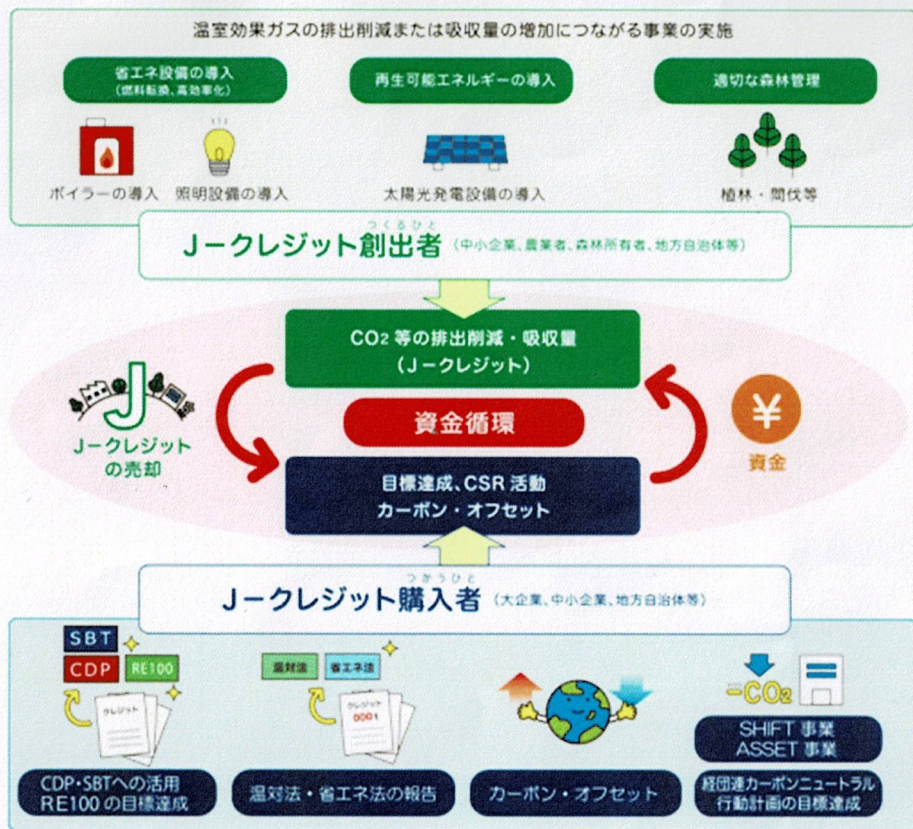 温室効果ガスの排出削減または吸収量の増加につながる事業の実施
省エネ設備の導入
(燃料転換、高効率化)
再生可能エネルギーの導入
適切な森林管理
ボイラーの導入
照明設備の導入
太陽光発電設備の導入
植林・間伐等
つくるひと
Jークレジット創出者 (中小企業、農業者、森林所有者、地方自治体等)
CO2 等の排出削減・吸収量
(Jークレジット)
J
Jークレジット
の売却
資金循環
¥
資金
目標達成、CSR 活動
カーボン・オフセット
つかうひと
Jークレジット購入者 (大企業、中小企業、地方自治体等)
SBT
CDP
RE100
クレジット
CDP・SBTへの活用
RE100 の目標達成
温対法
省エネ法
クレジット
000t
温対法・省エネ法の報告
カーボン・オフセット
-CO2
SHIFT 事業
ASSET 事業
経団連カーボンニュートラル
行動計画の目標達成